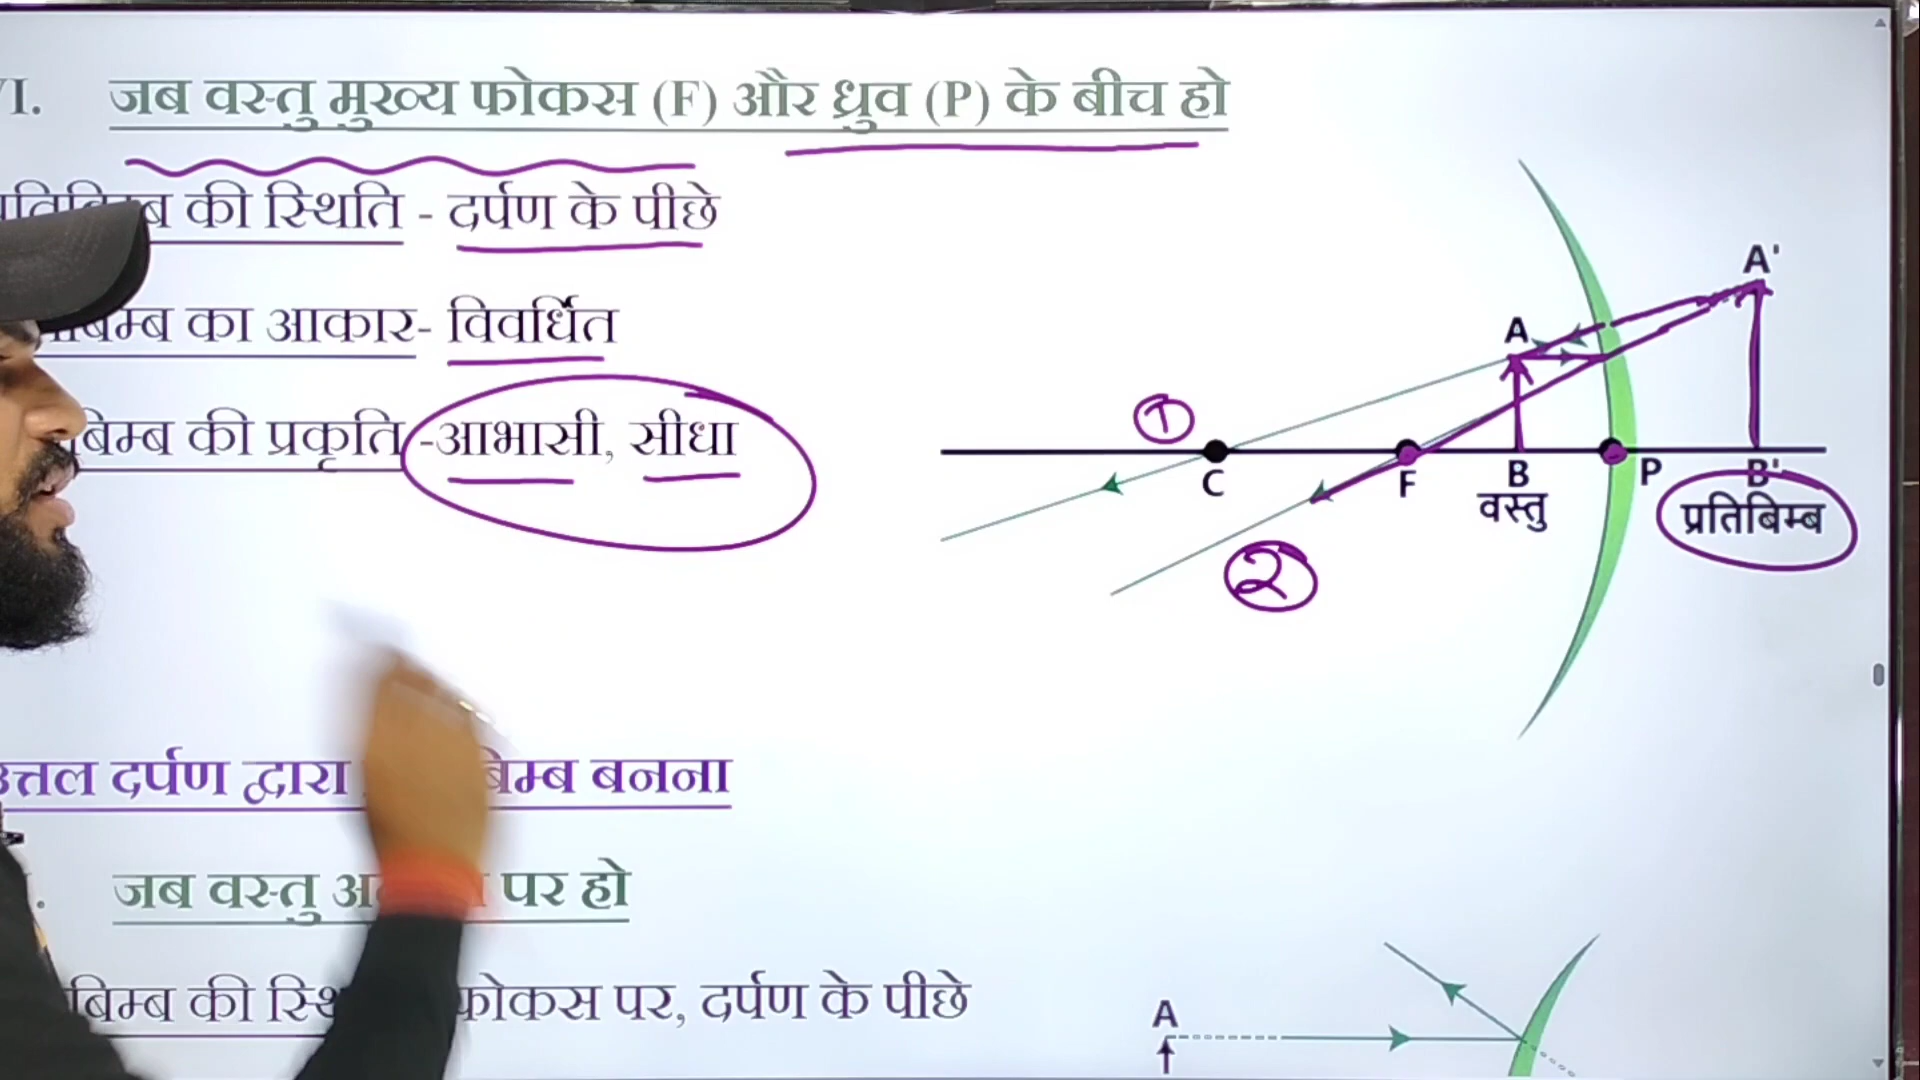 VI. जब वस्तु मुख्य फोकस (F) और ध्रुव (P) के बीच हो
की स्थिति - दर्पण के पीछे
का आकार- विवर्धित
की प्रकृति -आभासी, सीधा
A'
A
1
C
F
B
P
B'
वस्तु
प्रतिबिम्ब
2
दर्पण द्वारा बनना
जब वस्तु पर हो
की फोकस पर, दर्पण के पीछे
A